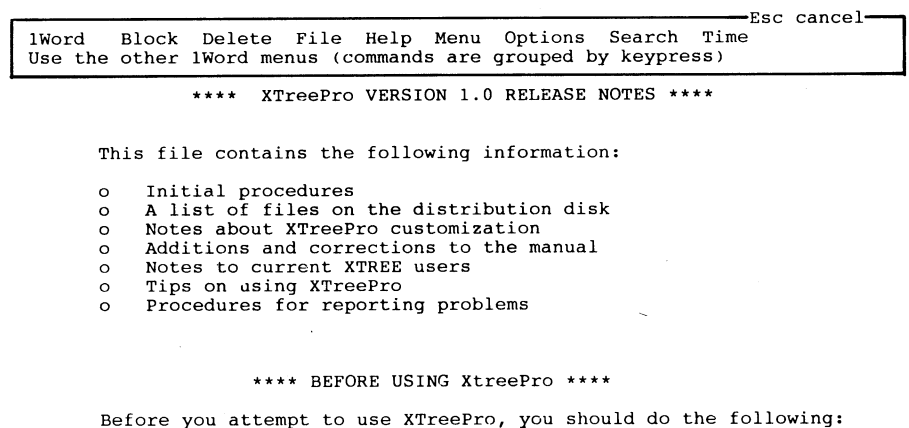 Esc cancel
1Word Block Delete File Help Menu Options Search Time
Use the other 1Word menus (commands are grouped by keypress)
**** XTreePro VERSION 1.0 RELEASE NOTES ****
This file contains the following information:
o Initial procedures
o A list of files on the distribution disk
o Notes about XTreePro customization
o Additions and corrections to the manual
o Notes to current XTREE users
o Tips on using XTreePro
o Procedures for reporting problems
**** BEFORE USING XtreePro ****
Before you attempt to use XTreePro, you should do the following: